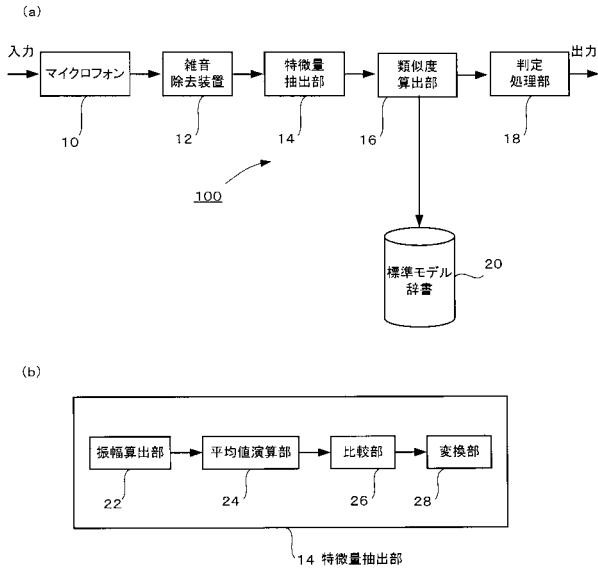 (a)
入力
マイクロフォン
雑音
除去装置
特徴量
抽出部
類似度
算出部
判定
処理部
出力
10
12
14
16
18
100
標準モデル
辞書
20
(b)
振幅算出部
平均値演算部
比較部
変換部
22
24
26
28
14 特徴量抽出部